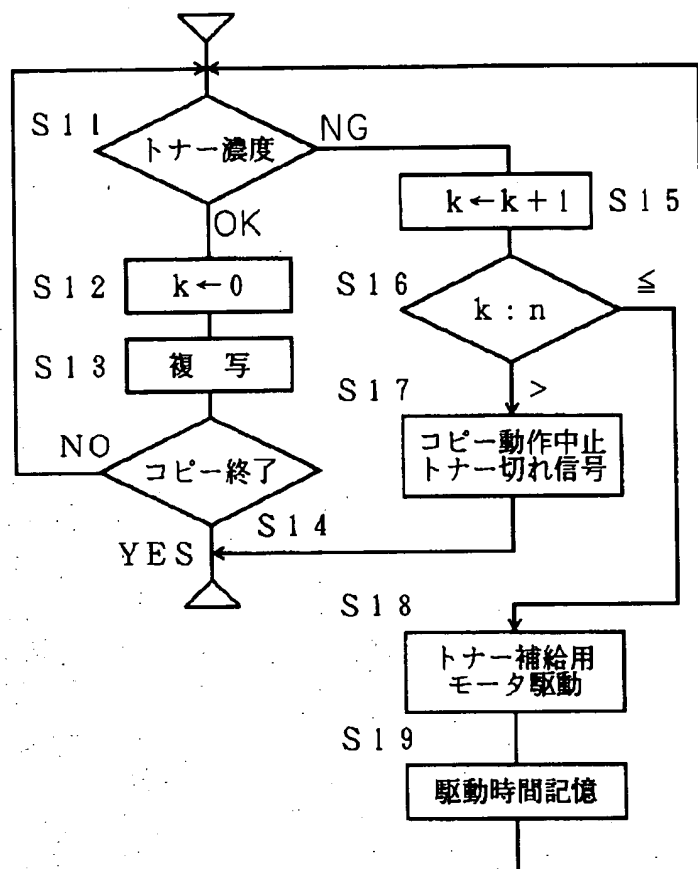 S11
トナー濃度
NG
OK
k←k+1
S15
S12
k←0
S16
k:n
≦
S13
複 写
S17
>
NO
コピー終了
コピー動作中止
トナー切れ信号
S14
YES
S18
トナー補給用
モータ駆動
S19
駆動時間記憶